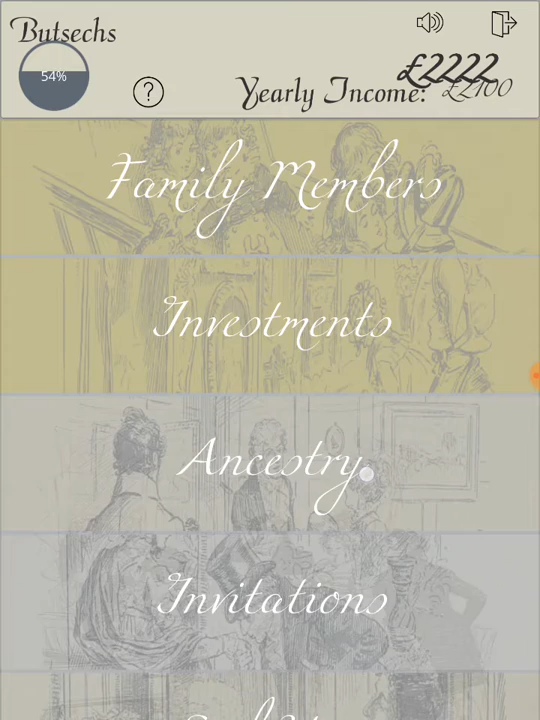 Butsechs
54%
?
£2222
Yearly Income: £2100
Family Members
Investments
Ancestry
Invitations